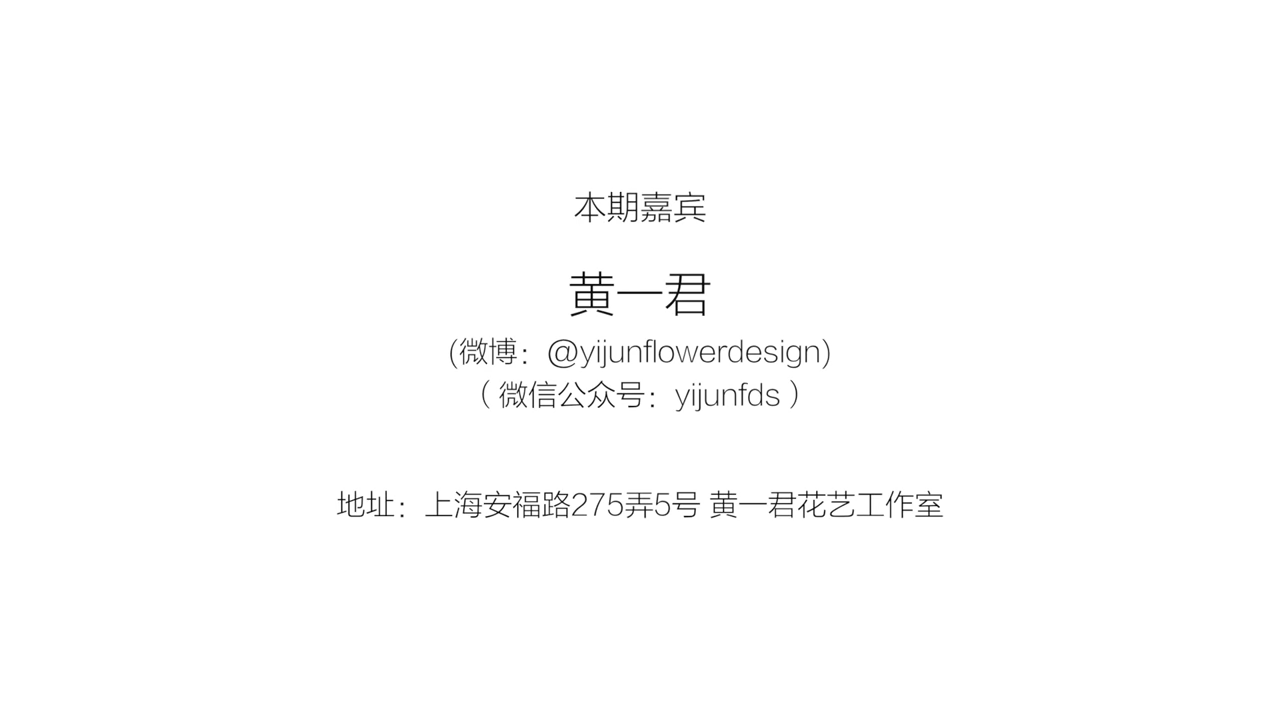 本期嘉宾
黄一君
(微博：@yijunflowerdesign)
（微信公众号：yijunfds）
地址：上海安福路275弄5号 黄一君花艺工作室